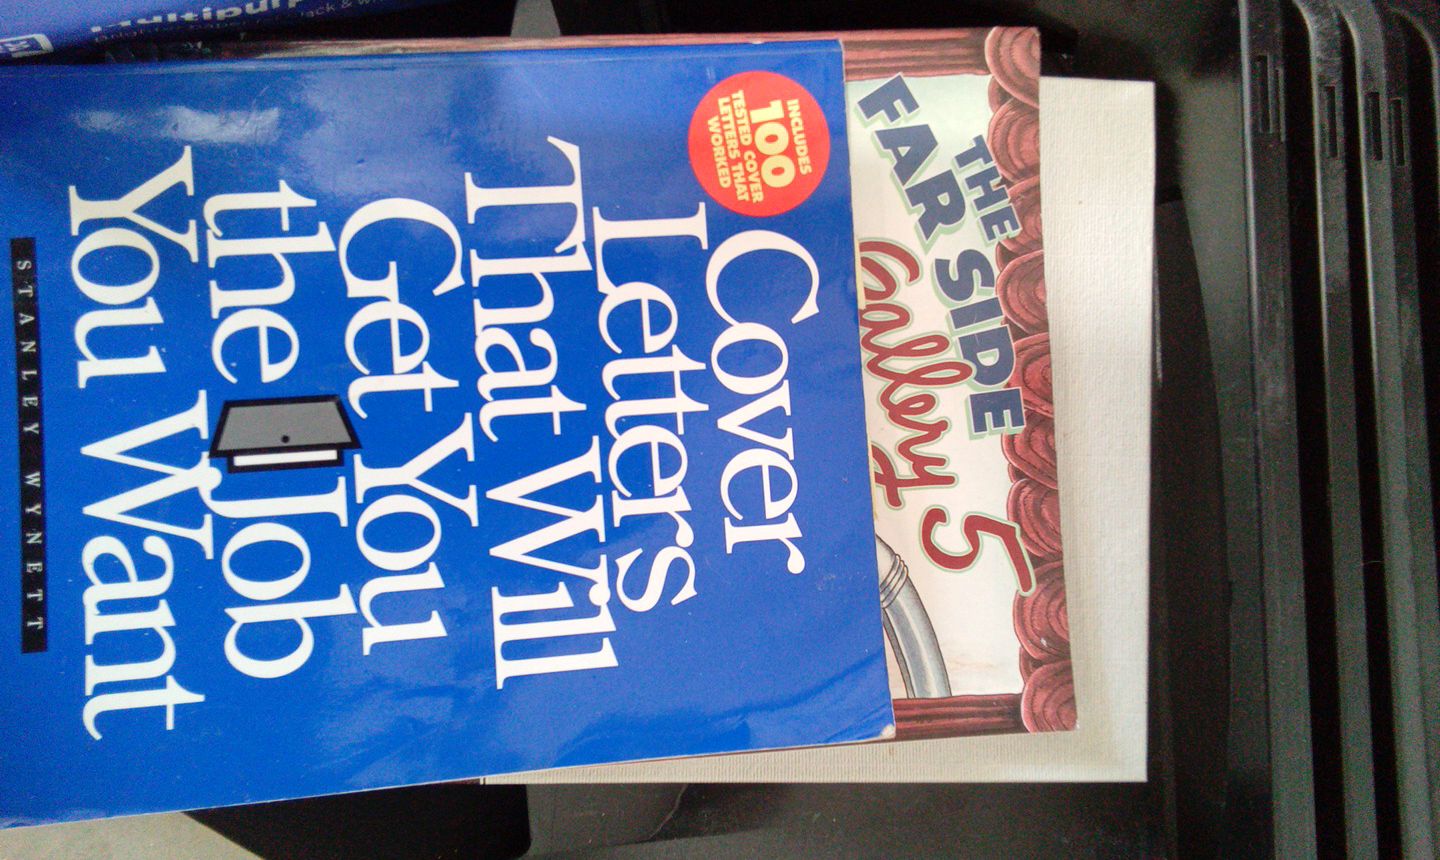 INCLUDES
100
TESTED COVER
LETTERS THAT
WORKED
Cover
Letters
That Will
Get You
the Job
You Want
STANLEY WYNETT
THE
FAR SIDE
Gallery 5